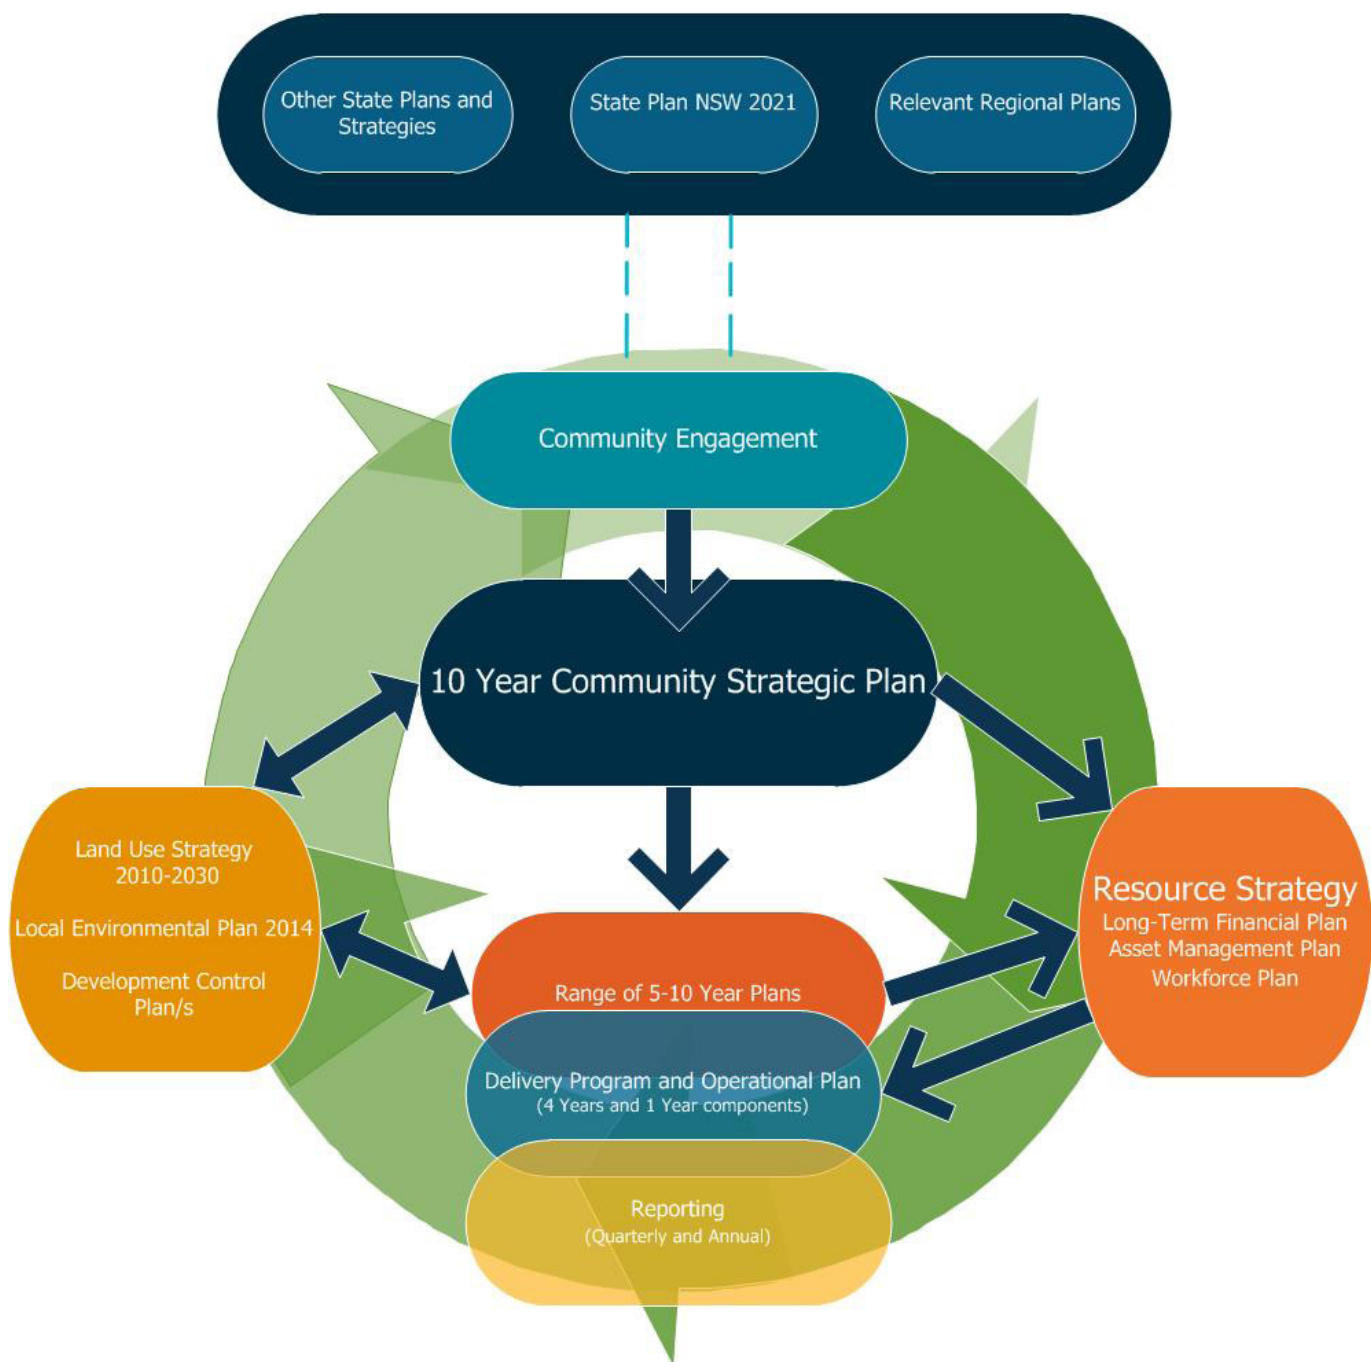 Other State Plans and
Strategies
State Plan NSW 2021
Relevant Regional Plans
Community Engagement
10 Year Community Strategic Plan
Land Use Strategy
2010-2030
Local Environmental Plan 2014
Development Control
Plan/s
Resource Strategy
Long-Term Financial Plan
Asset Management Plan
Workforce Plan
Range of 5-10 Year Plans
Delivery Program and Operational Plan
(4 Years and 1 Year components)
Reporting
(Quarterly and Annual)